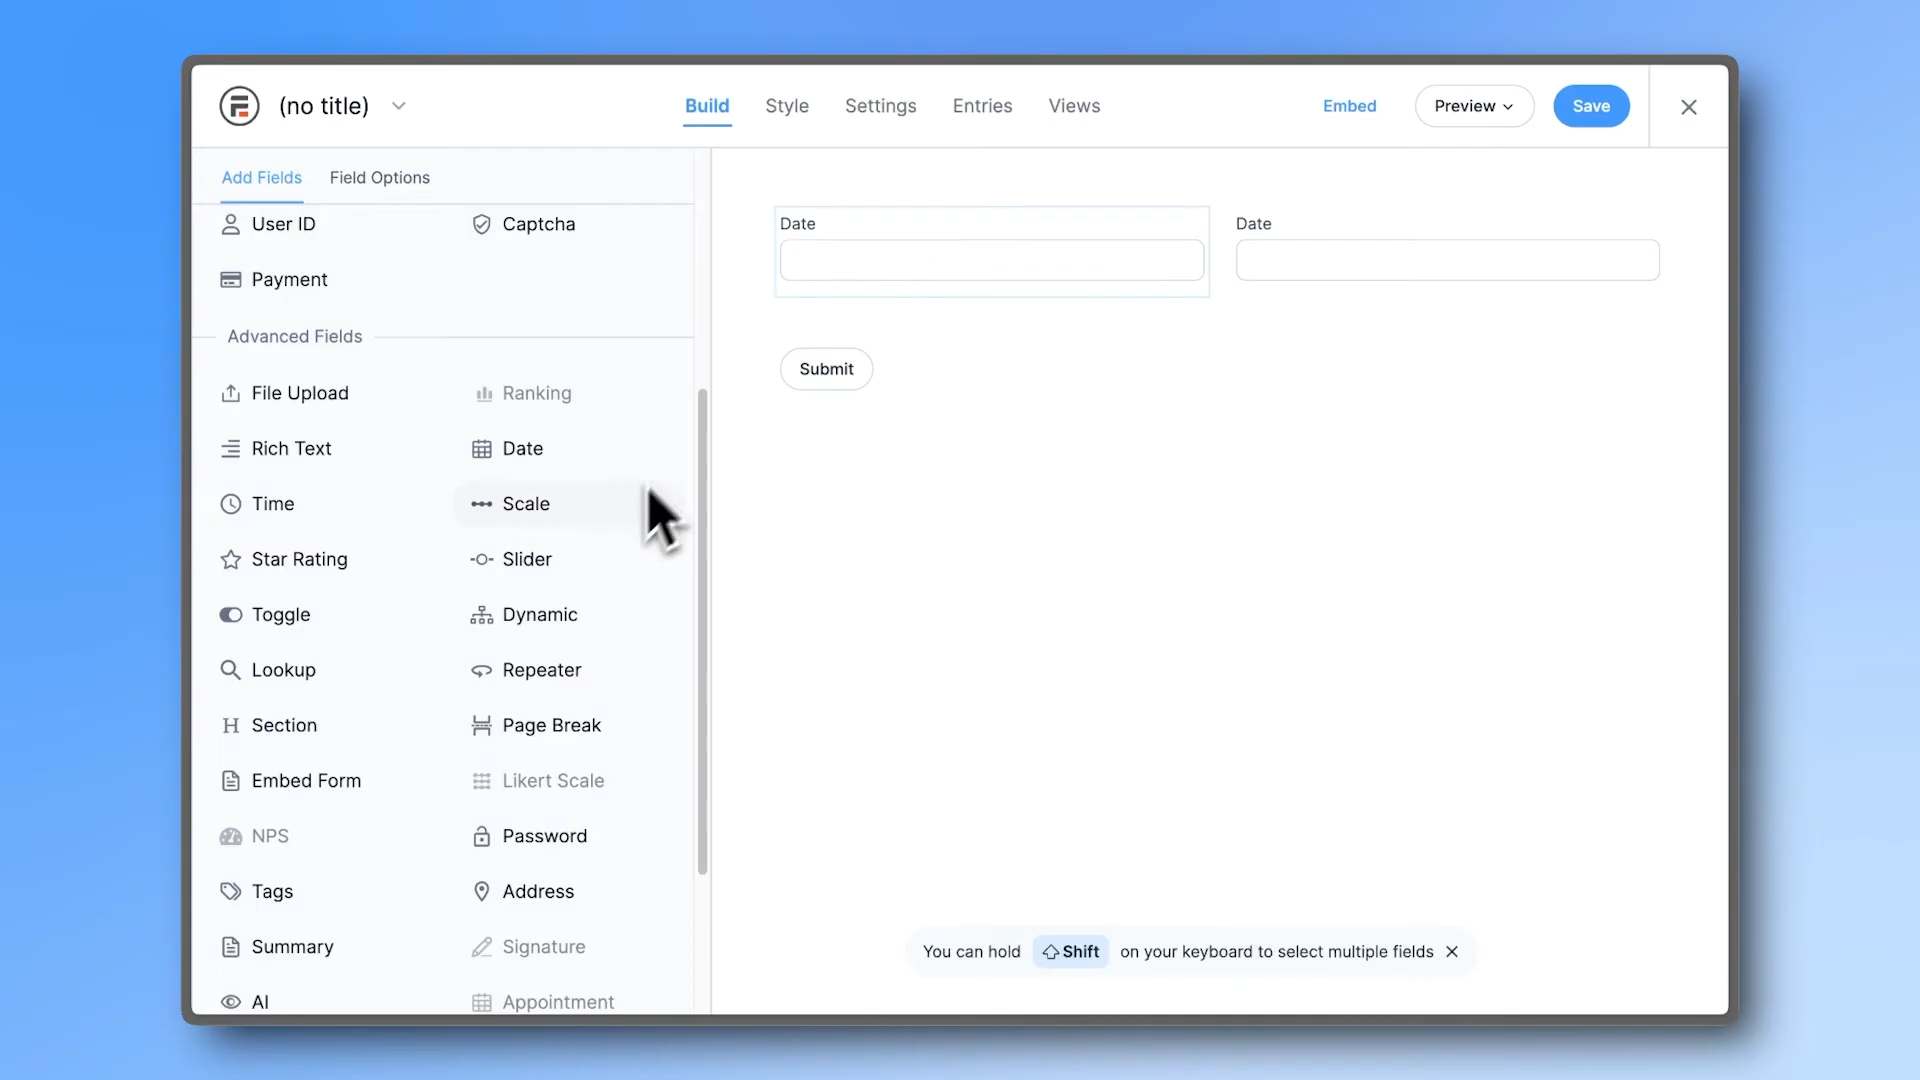 (no title)
Build Style Settings Entries Views
Embed Preview Save
Add Fields Field Options
User ID Captcha
Payment
Advanced Fields
File Upload Ranking
Rich Text Date
Time Scale
Star Rating Slider
Toggle Dynamic
Lookup Repeater
Section Page Break
Embed Form Likert Scale
NPS Password
Tags Address
Summary Signature
AI Appointment
Date Date
Submit
You can hold Shift on your keyboard to select multiple fields